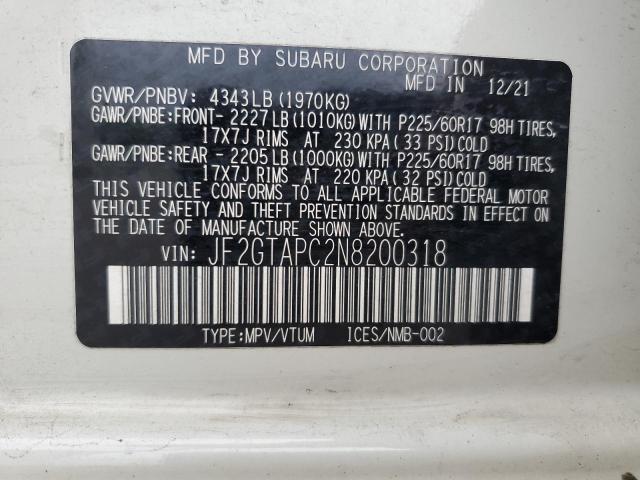 MFD BY SUBARU CORPORATION
MFD IN 12/21
GVWR/PNBV: 4343LB(1970KG)
GAWR/PNBE:FRONT- 2227LB(1010KG)WITH P225/60R17 98H TIRES,
17X7J RIMS AT 230 KPA( 33 PSI)COLD
GAWR/PNBE:REAR - 2205LB(1000KG)WITH P225/60R17 98H TIRES,
17X7J RIMS AT 220 KPA( 32 PSI)COLD
THIS VEHICLE CONFORMS TO ALL APPLICABLE FEDERAL MOTOR
VEHICLE SAFETY AND THEFT PREVENTION STANDARDS IN EFFECT ON
THE DATE OF MANUFACTURE SHOWN ABOVE.
VIN: JF2GTAPC2N8200318
TYPE:MPV/VTUM ICES/NMB-002